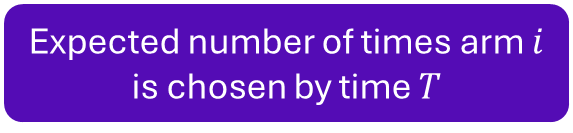 Expected number of times arm i
is chosen by time T